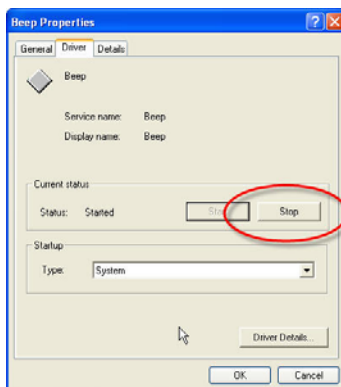 Beep Properties
General Driver Details
Beep
Service name: Beep
Display name: Beep
Current status
Status: Started Start Stop
Startup
Type: System
Driver Details...
OK Cancel